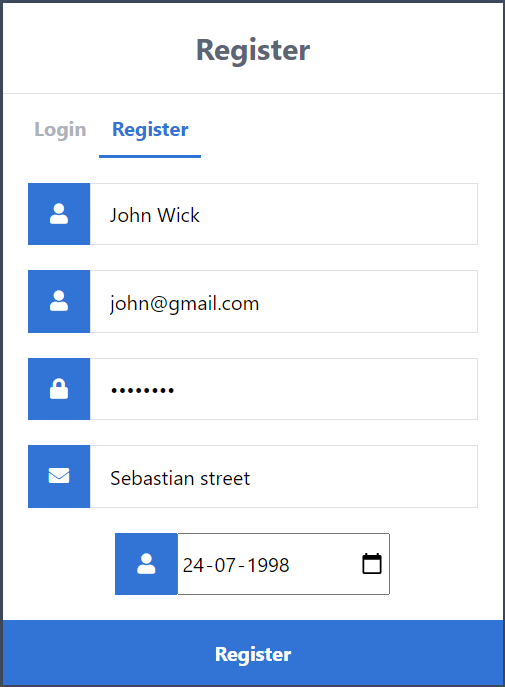 Register
Login Register
John Wick
john@gmail.com
••••••••
Sebastian street
24-07-1998
Register